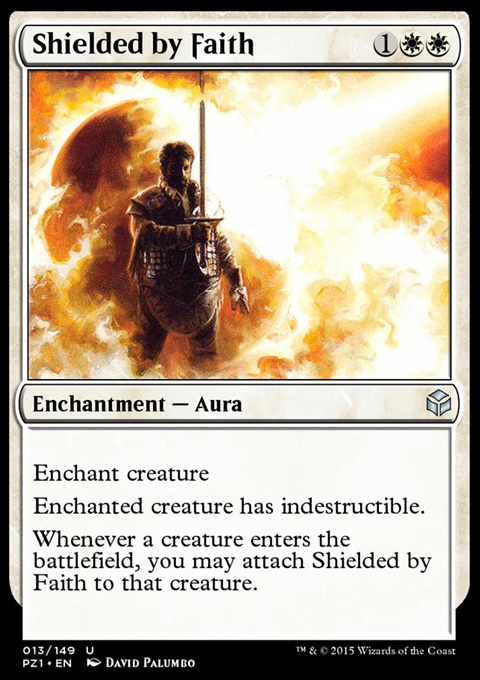 Shielded by Faith 1
Enchantment — Aura
Enchant creature
Enchanted creature has indestructible.
Whenever a creature enters the
battlefield, you may attach Shielded by
Faith to that creature.
013/149 U
PZ1 • EN David Palumbo
™ & © 2015 Wizards of the Coast